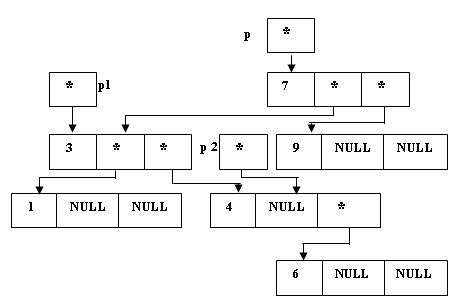 p *
* p1 7 * *
3 * * p 2 * 9 NULL NULL
1 NULL NULL 4 NULL *
6 NULL NULL